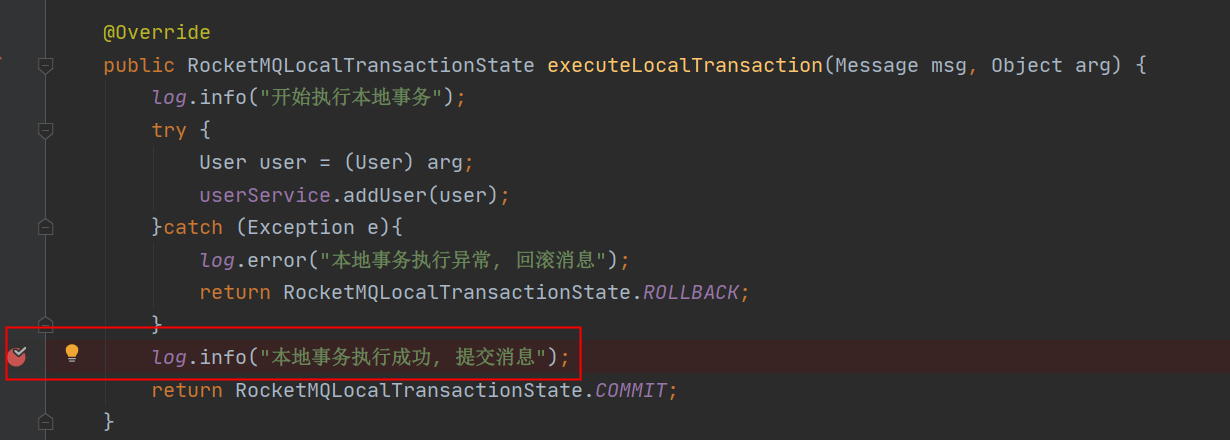 @Override
public RocketMQLocalTransactionState executeLocalTransaction(Message msg, Object arg) {
log.info("开始执行本地事务");
try {
User user = (User) arg;
userService.addUser(user);
}catch (Exception e){
log.error("本地事务执行异常, 回滚消息");
return RocketMQLocalTransactionState.ROLLBACK;
}
log.info("本地事务执行成功, 提交消息");
return RocketMQLocalTransactionState.COMMIT;
}